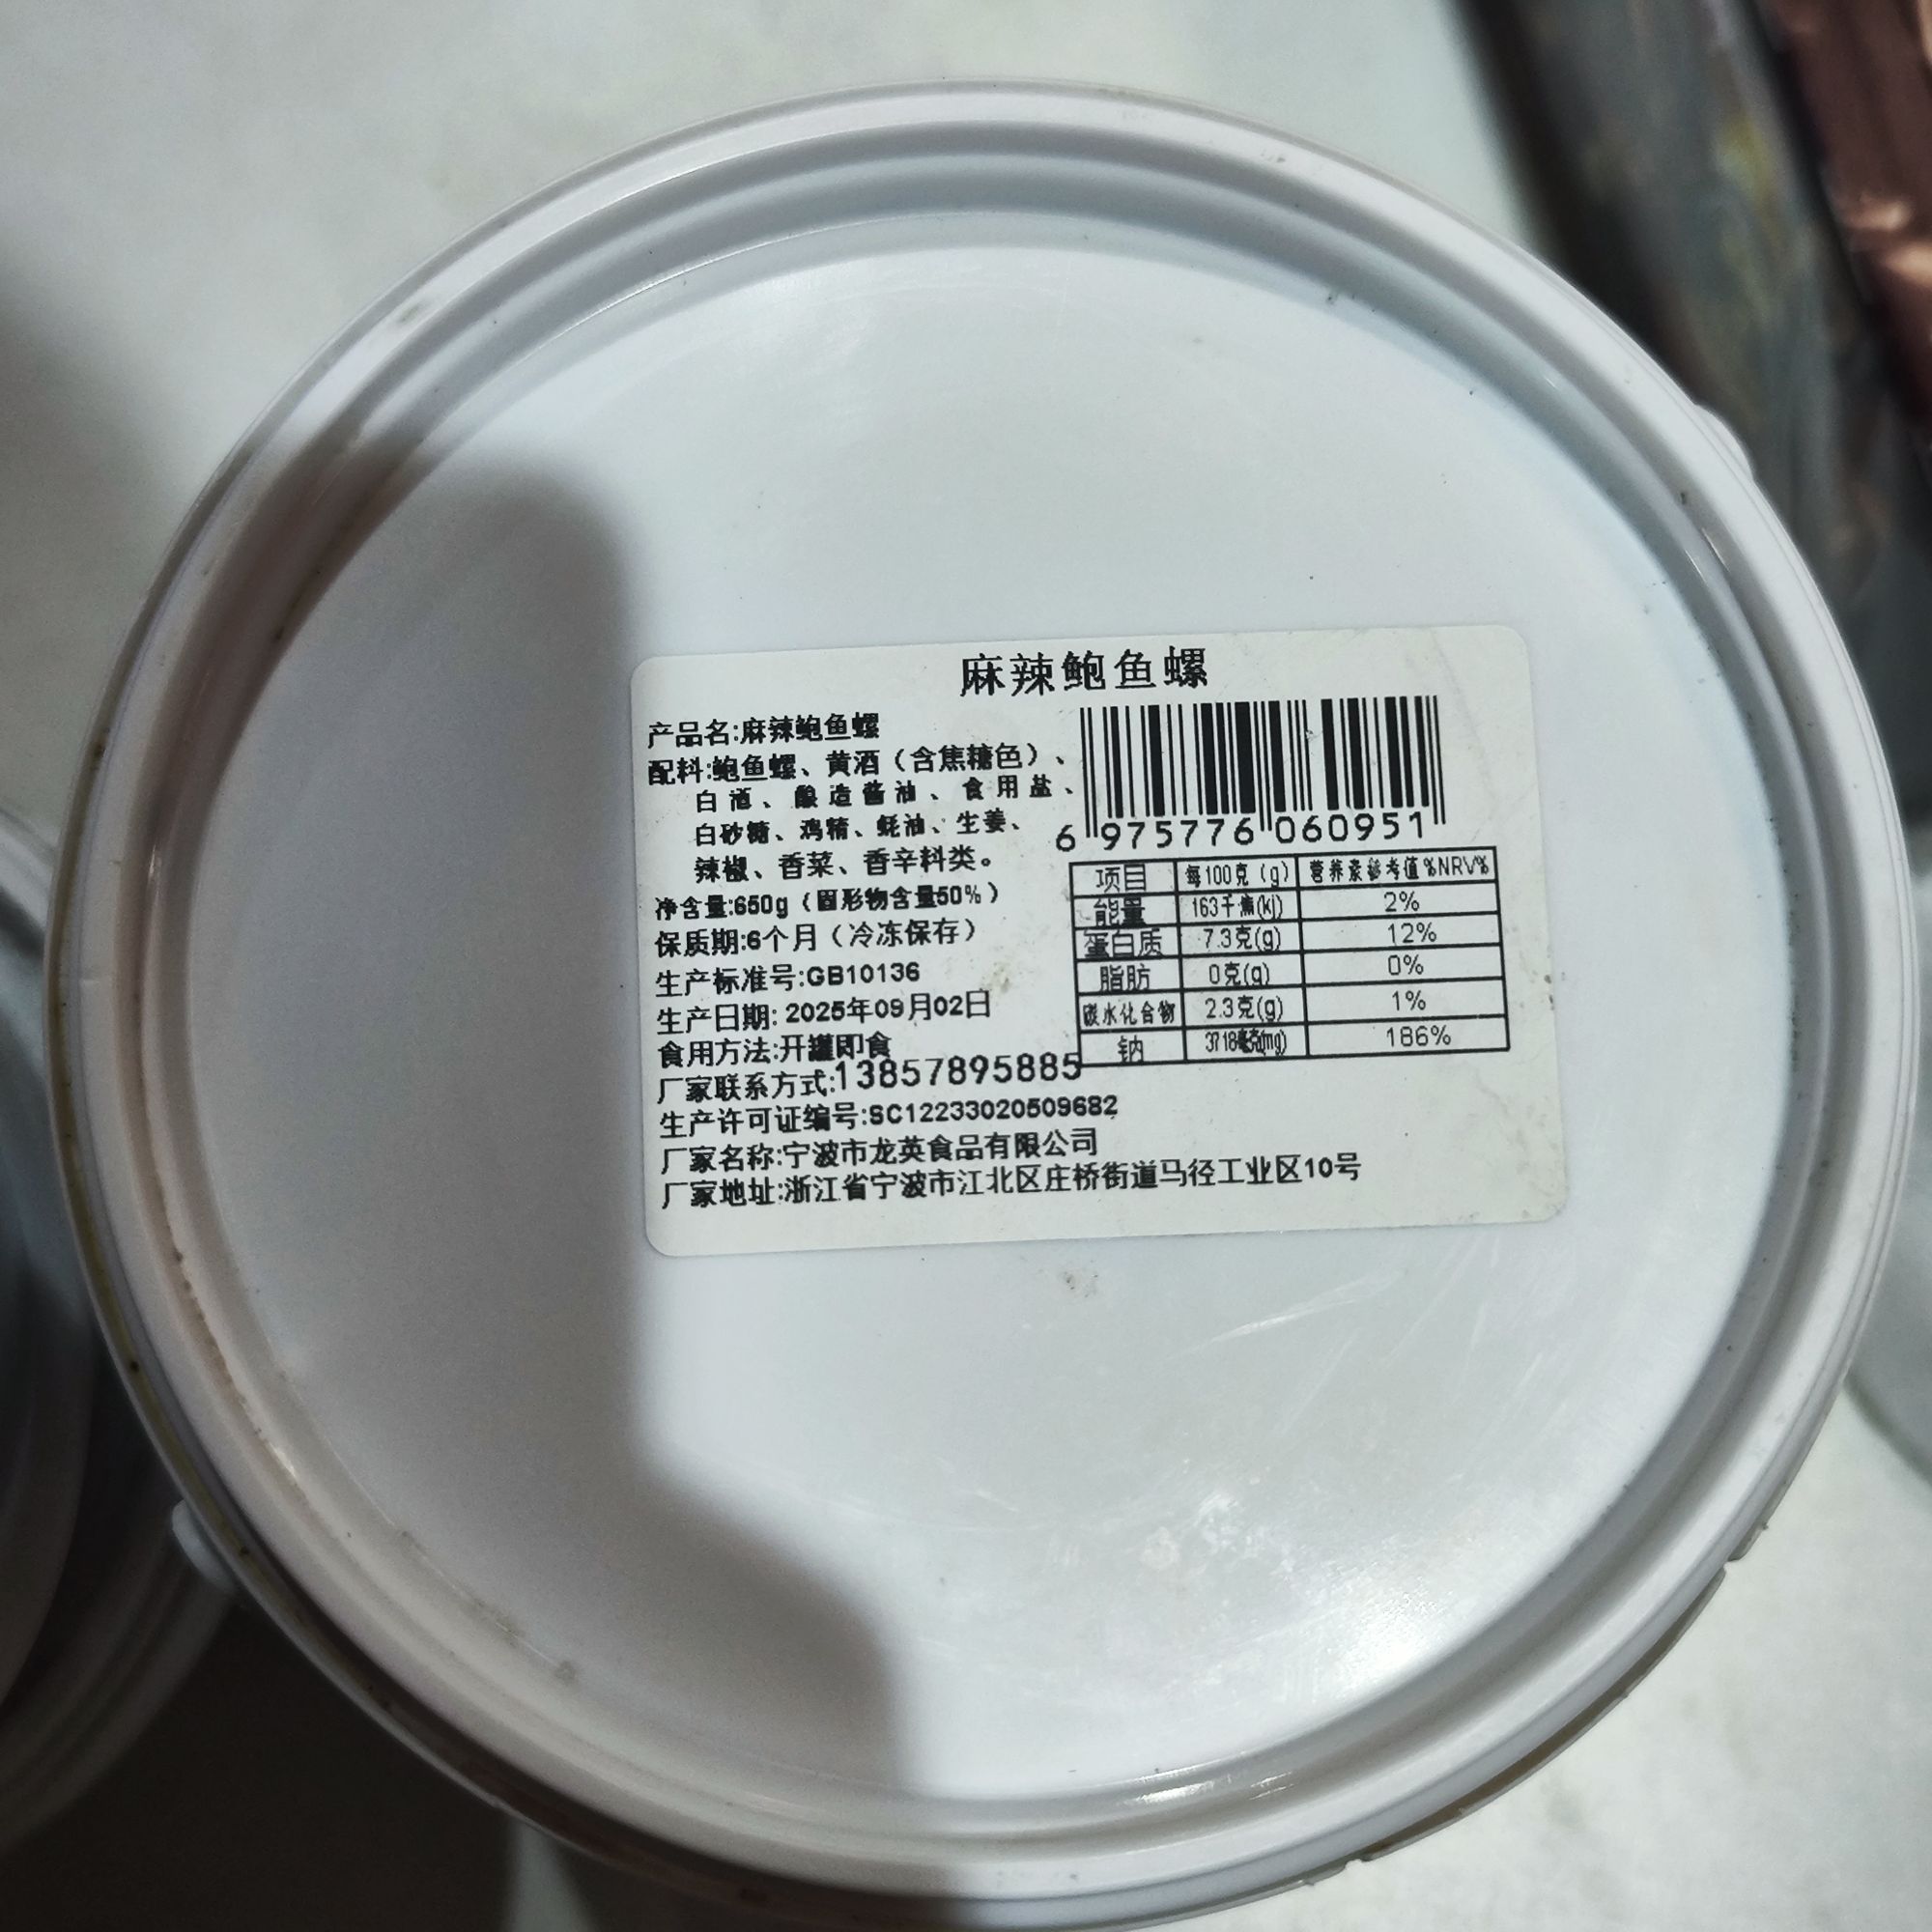 麻辣鲍鱼螺
产品名:麻辣鲍鱼螺
配料:鲍鱼螺、黄酒（含焦糖色）、
白酒、酿造酱油、食用盐、
白砂糖、鸡精、蚝油、生姜、
辣椒、香菜、香辛料类。
净含量:650g（固形物含量50%）
保质期:6个月（冷冻保存）
生产标准号:GB10136
生产日期: 2025年09月02日
食用方法:开罐即食
厂家联系方式:13857895885
生产许可证编号:SC12233020509682
厂家名称:宁波市龙英食品有限公司
厂家地址:浙江省宁波市江北区庄桥街道马径工业区10号
6 975776 060951
项目 每100克（g） 营养素参考值%NRV%
能量 163千焦(kj) 2%
蛋白质 7.3克(g) 12%
脂肪 0克(g) 0%
碳水化合物 2.3克(g) 1%
钠 3718毫克(mg) 186%